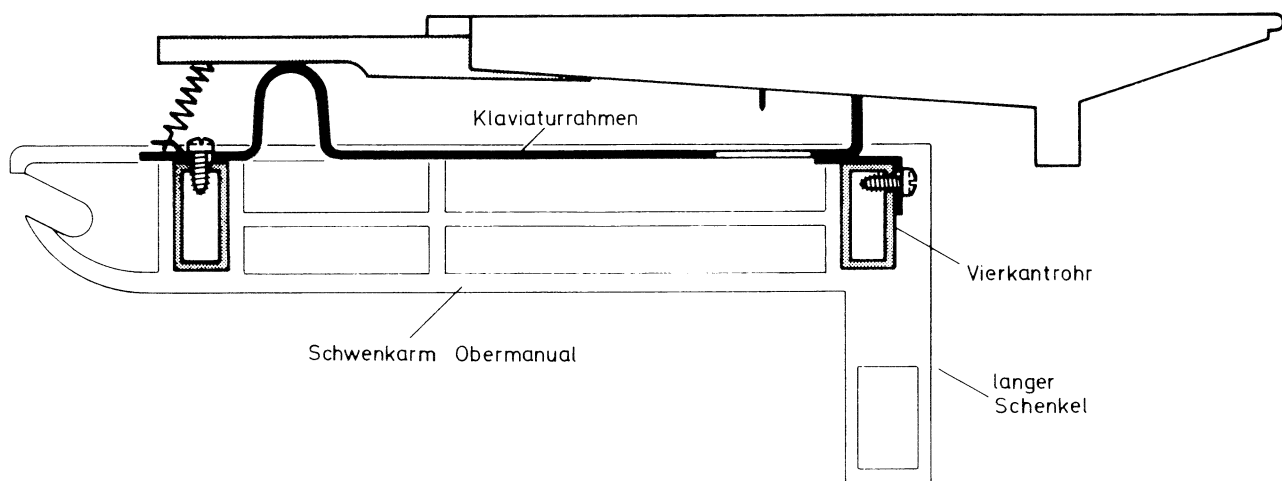 Klaviaturrahmen
Vierkantrohr
Schwenkarm Obermanual
langer
Schenkel